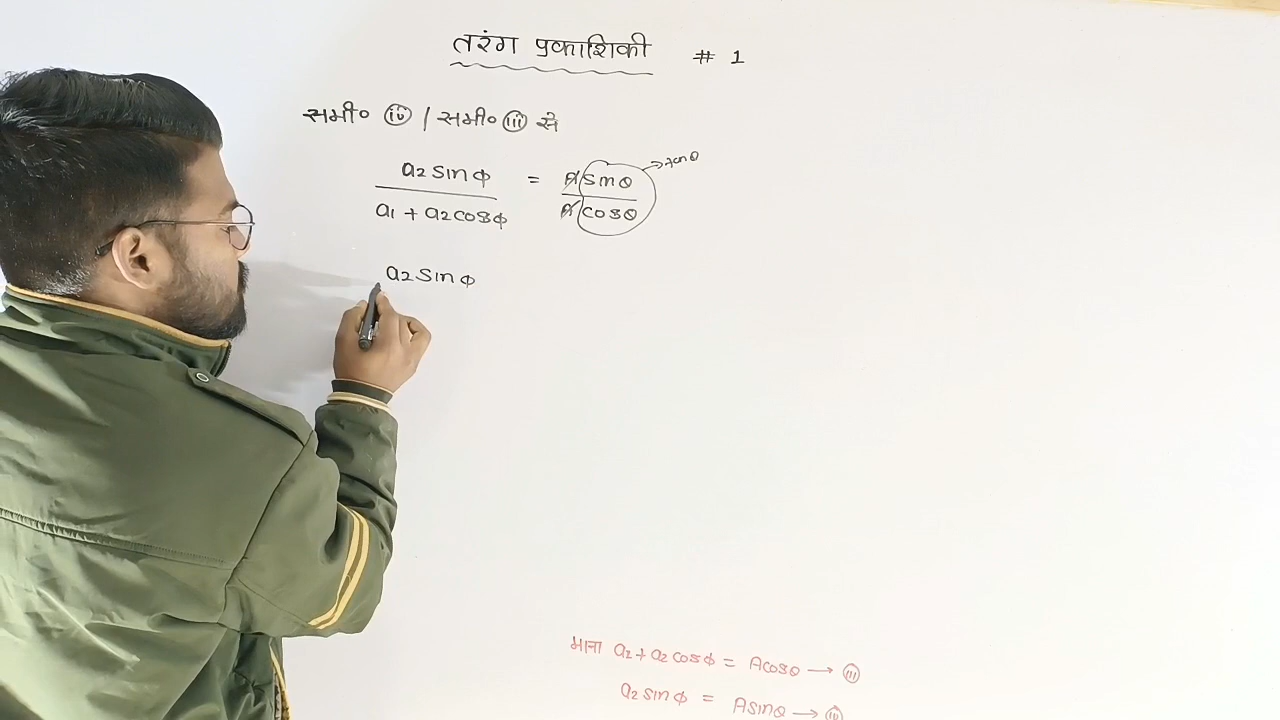 तरंग प्रकाशिकी # 1
समी० (iv) / समी० (iii) से
a₂ sin φ / a₁ + a₂ cos φ = A sin θ / A cos θ → tan θ
a₂ sin φ
माना a₂ + a₂ cos φ = A cos θ → (iii)
a₂ sin φ = A sin θ → (iv)